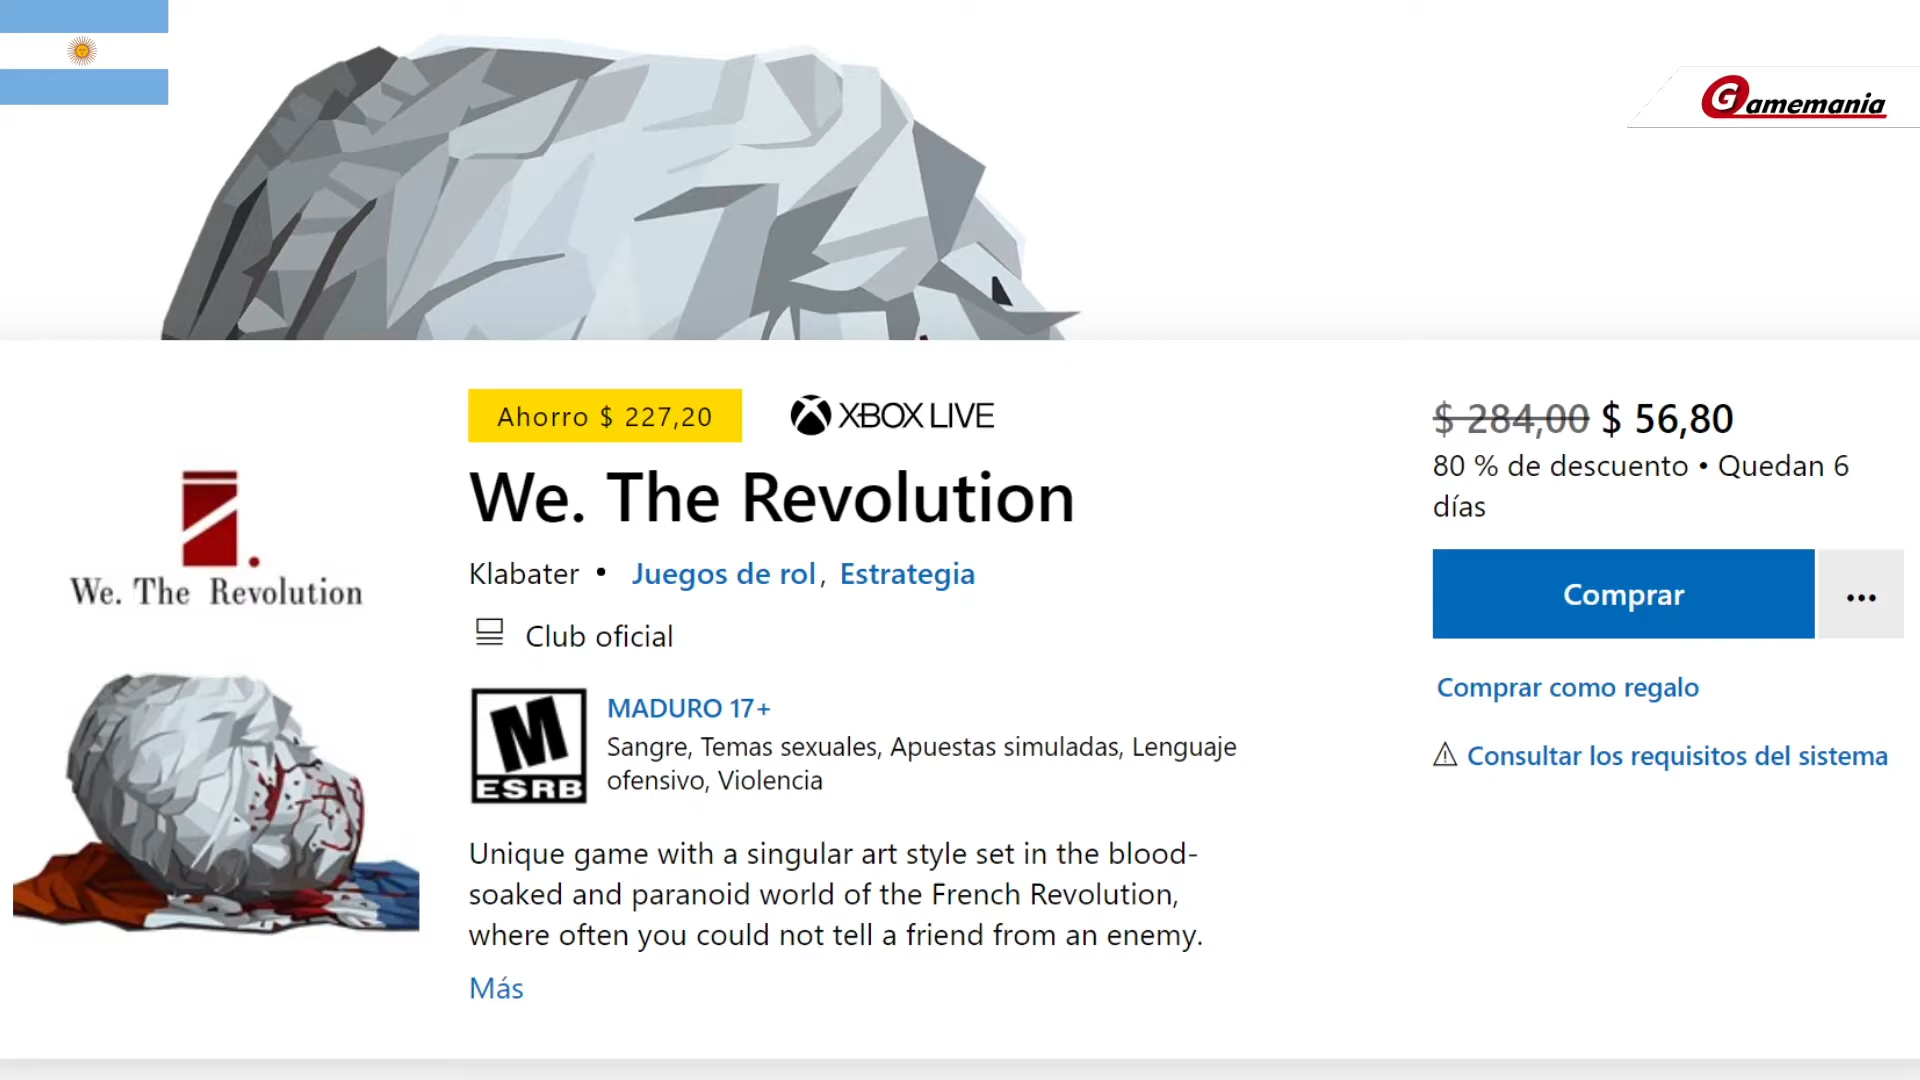 Gamemania
Ahorro $ 227,20
XBOX LIVE
$ 284,00 $ 56,80
80 % de descuento • Quedan 6
días
We. The Revolution
Klabater • Juegos de rol, Estrategia
Club oficial
Comprar
...
Comprar como regalo
⚠ Consultar los requisitos del sistema
We. The Revolution
M
ESRB
MADURO 17+
Sangre, Temas sexuales, Apuestas simuladas, Lenguaje
ofensivo, Violencia
Unique game with a singular art style set in the blood-
soaked and paranoid world of the French Revolution,
where often you could not tell a friend from an enemy.
Más